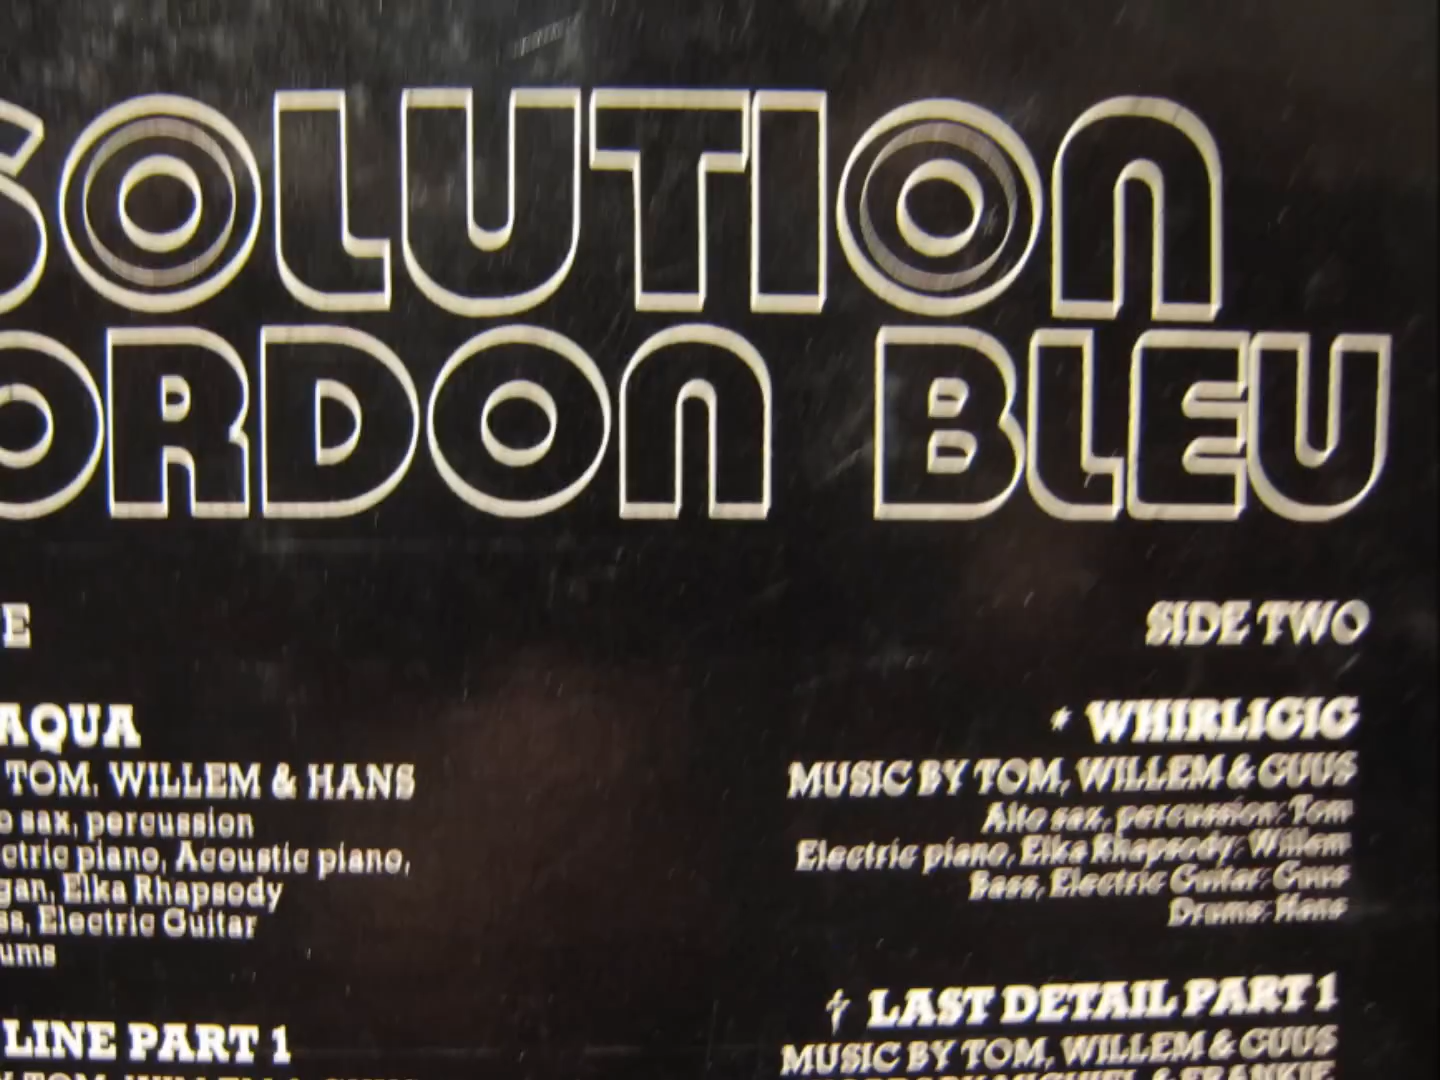 SOLUTION
ORDON BLEU
E
AQUA
TOM, WILLEM & HANS
o sax, percussion
ctric piano, Acoustic piano,
gan, Elka Rhapsody
ss, Electric Guitar
ums
LINE PART 1
SIDE TWO
* WHIRLIGIG
MUSIC BY TOM, WILLEM & GUUS
Alto sax, percussion: Tom
Electric piano, Elka Rhapsody: Willem
Bass, Electric Guitar: Guus
Drums: Hans
† LAST DETAIL PART 1
MUSIC BY TOM, WILLEM & GUUS